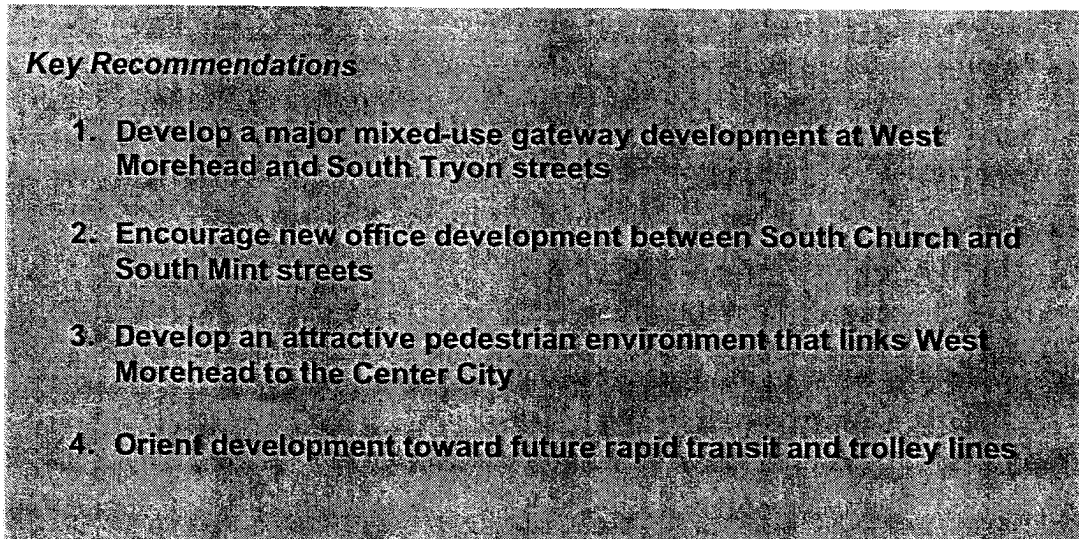 Key Recommendations
1. Develop a major mixed-use gateway development at West
Morehead and South Tryon streets
2. Encourage new office development between South Church and
South Mint streets
3. Develop an attractive pedestrian environment that links West
Morehead to the Center City
4. Orient development toward future rapid transit and trolley lines